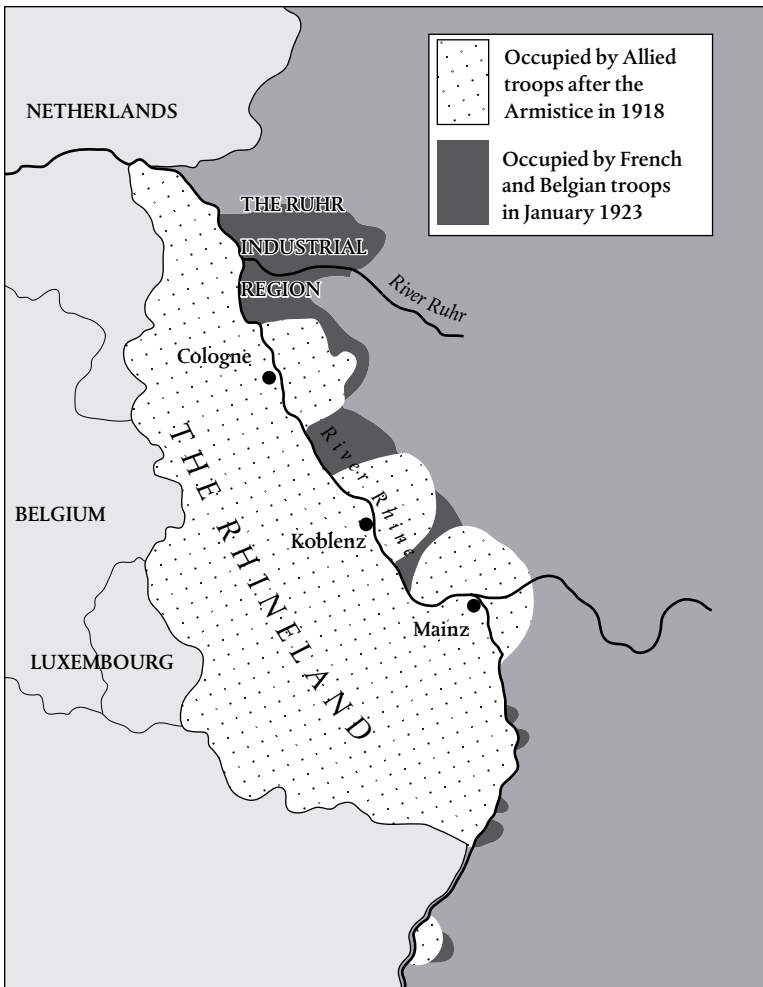 NETHERLANDS
Occupied by Allied
troops after the
Armistice in 1918
Occupied by French
and Belgian troops
in January 1923
THE RUHR
INDUSTRIAL
REGION
River Ruhr
Cologne
River Rhine
THE RHINELAND
BELGIUM
Koblenz
Mainz
LUXEMBOURG